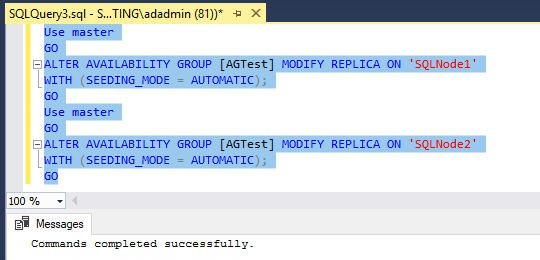 SQLQuery3.sql - S...TING\adadmin (81))*
Use master
GO
ALTER AVAILABILITY GROUP [AGTest] MODIFY REPLICA ON 'SQLNode1'
WITH (SEEDING_MODE = AUTOMATIC);
GO
Use master
GO
ALTER AVAILABILITY GROUP [AGTest] MODIFY REPLICA ON 'SQLNode2'
WITH (SEEDING_MODE = AUTOMATIC);
GO
100 %
Messages
Commands completed successfully.